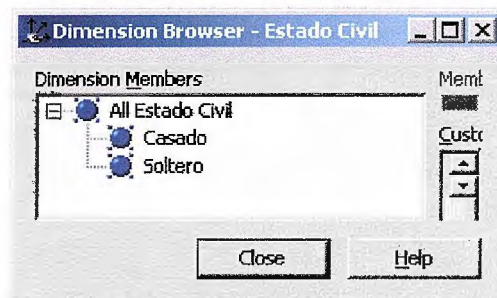 Dimension Browser - Estado Civil
Dimension Members
All Estado Civil
Casado
Soltero
Close Help